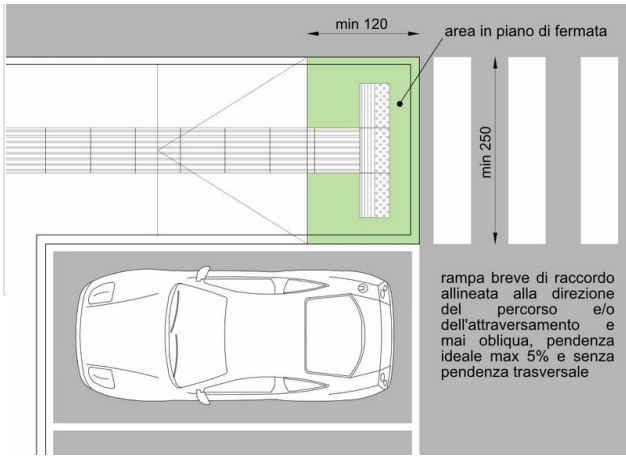 min 120
area in piano di fermata
min 250
rampa breve di raccordo
allineata alla direzione
del percorso e/o
dell'attraversamento e
mai obliqua, pendenza
ideale max 5% e senza
pendenza trasversale